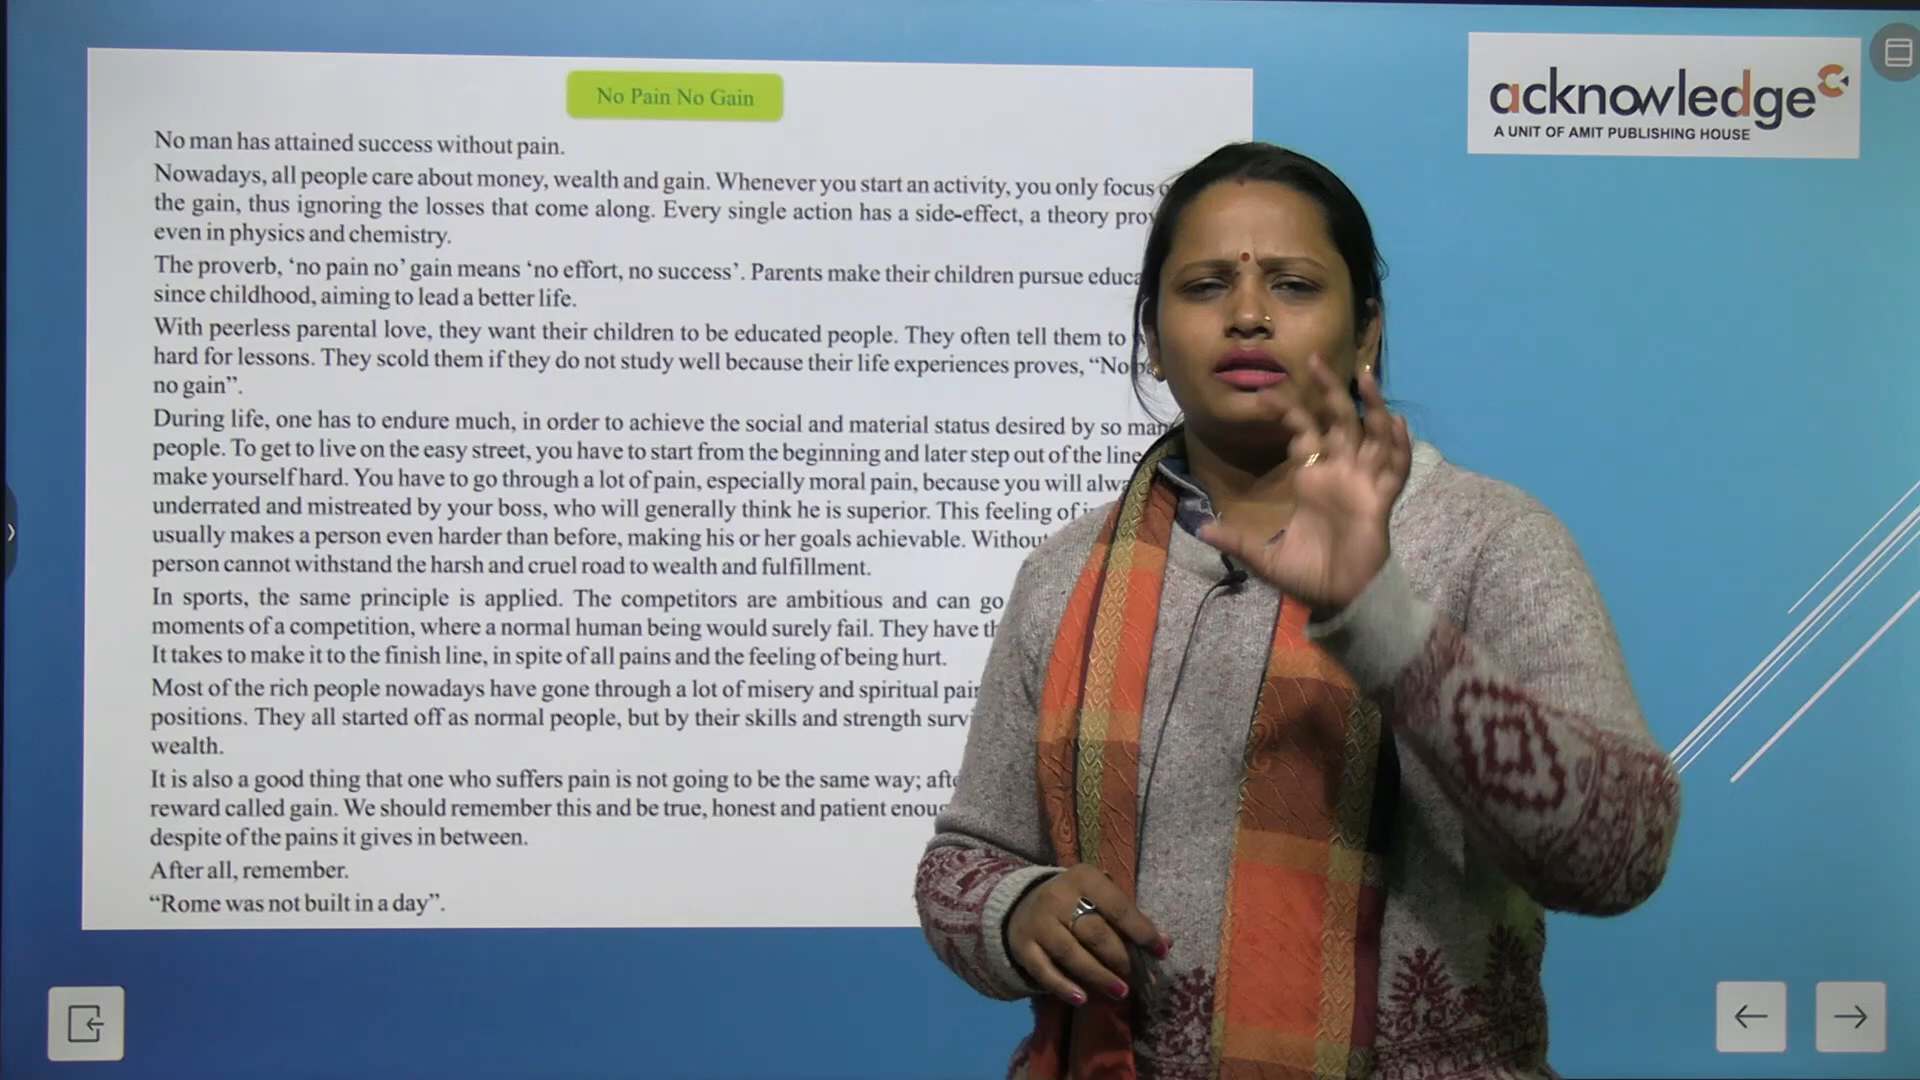 acknowledge
A UNIT OF AMIT PUBLISHING HOUSE
No Pain No Gain
No man has attained success without pain.
Nowadays, all people care about money, wealth and gain. Whenever you start an activity, you only focus
the gain, thus ignoring the losses that come along. Every single action has a side-effect, a theory
even in physics and chemistry.
The proverb, ‘no pain no’ gain means ‘no effort, no success’. Parents make their children pursue
since childhood, aiming to lead a better life.
With peerless parental love, they want their children to be educated people. They often tell them to
hard for lessons. They scold them if they do not study well because their life experiences proves, “No
no gain”.
During life, one has to endure much, in order to achieve the social and material status desired by so
people. To get to live on the easy street, you have to start from the beginning and later step out of the line
make yourself hard. You have to go through a lot of pain, especially moral pain, because you will
underrated and mistreated by your boss, who will generally think he is superior. This feeling of
usually makes a person even harder than before, making his or her goals achievable. Without
person cannot withstand the harsh and cruel road to wealth and fulfillment.
In sports, the same principle is applied. The competitors are ambitious and can go
moments of a competition, where a normal human being would surely fail. They have
It takes to make it to the finish line, in spite of all pains and the feeling of being hurt.
Most of the rich people nowadays have gone through a lot of misery and spiritual
positions. They all started off as normal people, but by their skills and strength
wealth.
It is also a good thing that one who suffers pain is not going to be the same way;
reward called gain. We should remember this and be true, honest and patient
despite of the pains it gives in between.
After all, remember.
“Rome was not built in a day”.